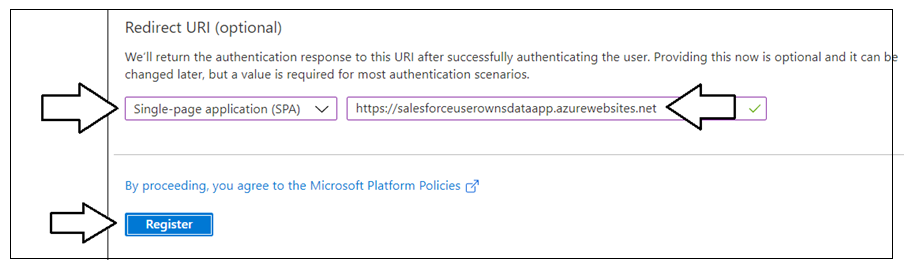 Redirect URI (optional)
We'll return the authentication response to this URI after successfully authenticating the user. Providing this now is optional and it can be
changed later, but a value is required for most authentication scenarios.
Single-page application (SPA) https://salesforceuserownsdataapp.azurewebsites.net
By proceeding, you agree to the Microsoft Platform Policies
Register